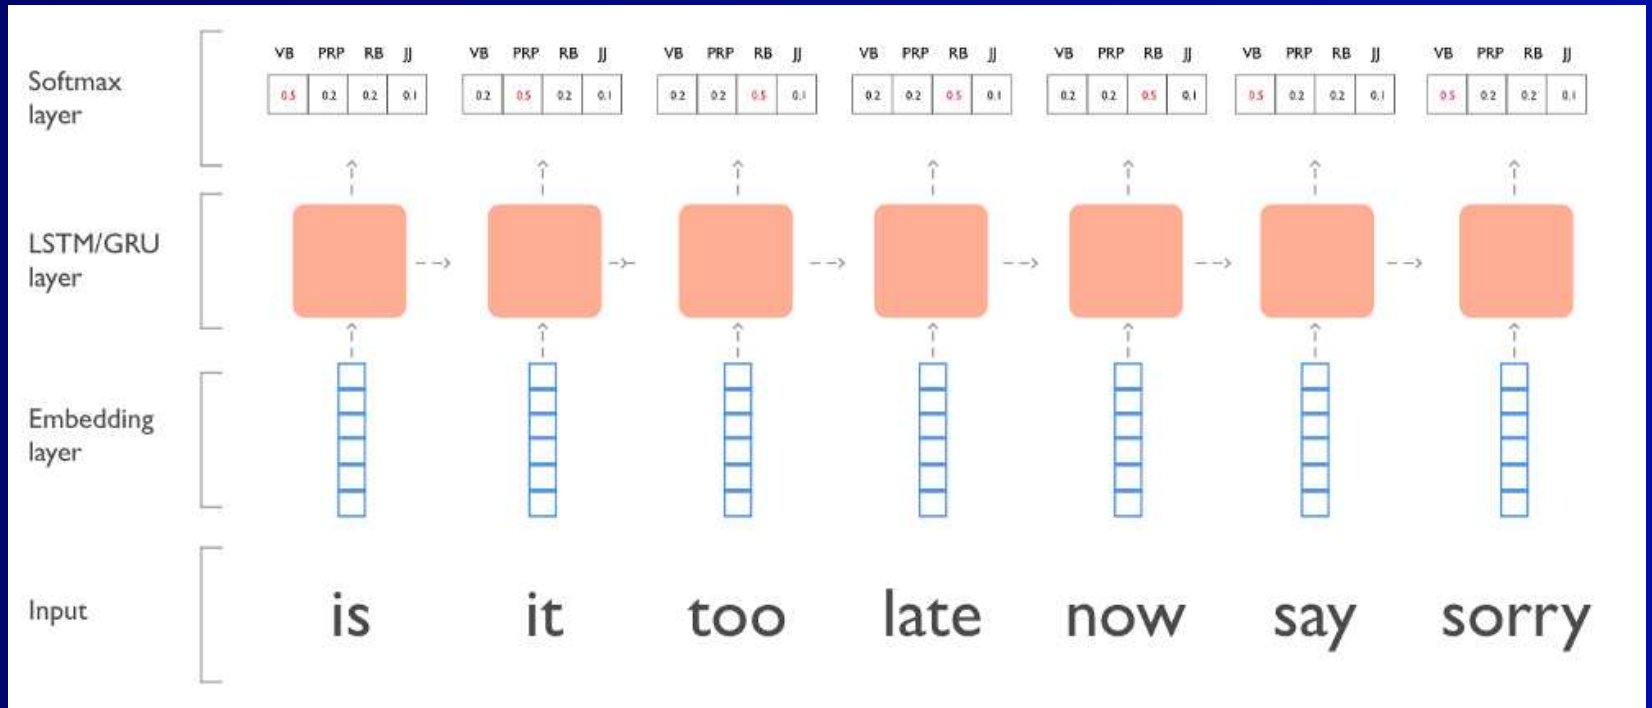 VB PRP RB JJ VB PRP RB JJ VB PRP RB JJ VB PRP RB JJ VB PRP RB JJ VB PRP RB JJ VB PRP RB JJ
Softmax
layer
0.5 0.2 0.2 0.1 0.2 0.5 0.2 0.1 0.2 0.2 0.5 0.1 0.2 0.2 0.5 0.1 0.2 0.2 0.5 0.1 0.5 0.2 0.2 0.1 0.5 0.2 0.2 0.1
LSTM/GRU
layer
Embedding
layer
Input
is it too late now say sorry